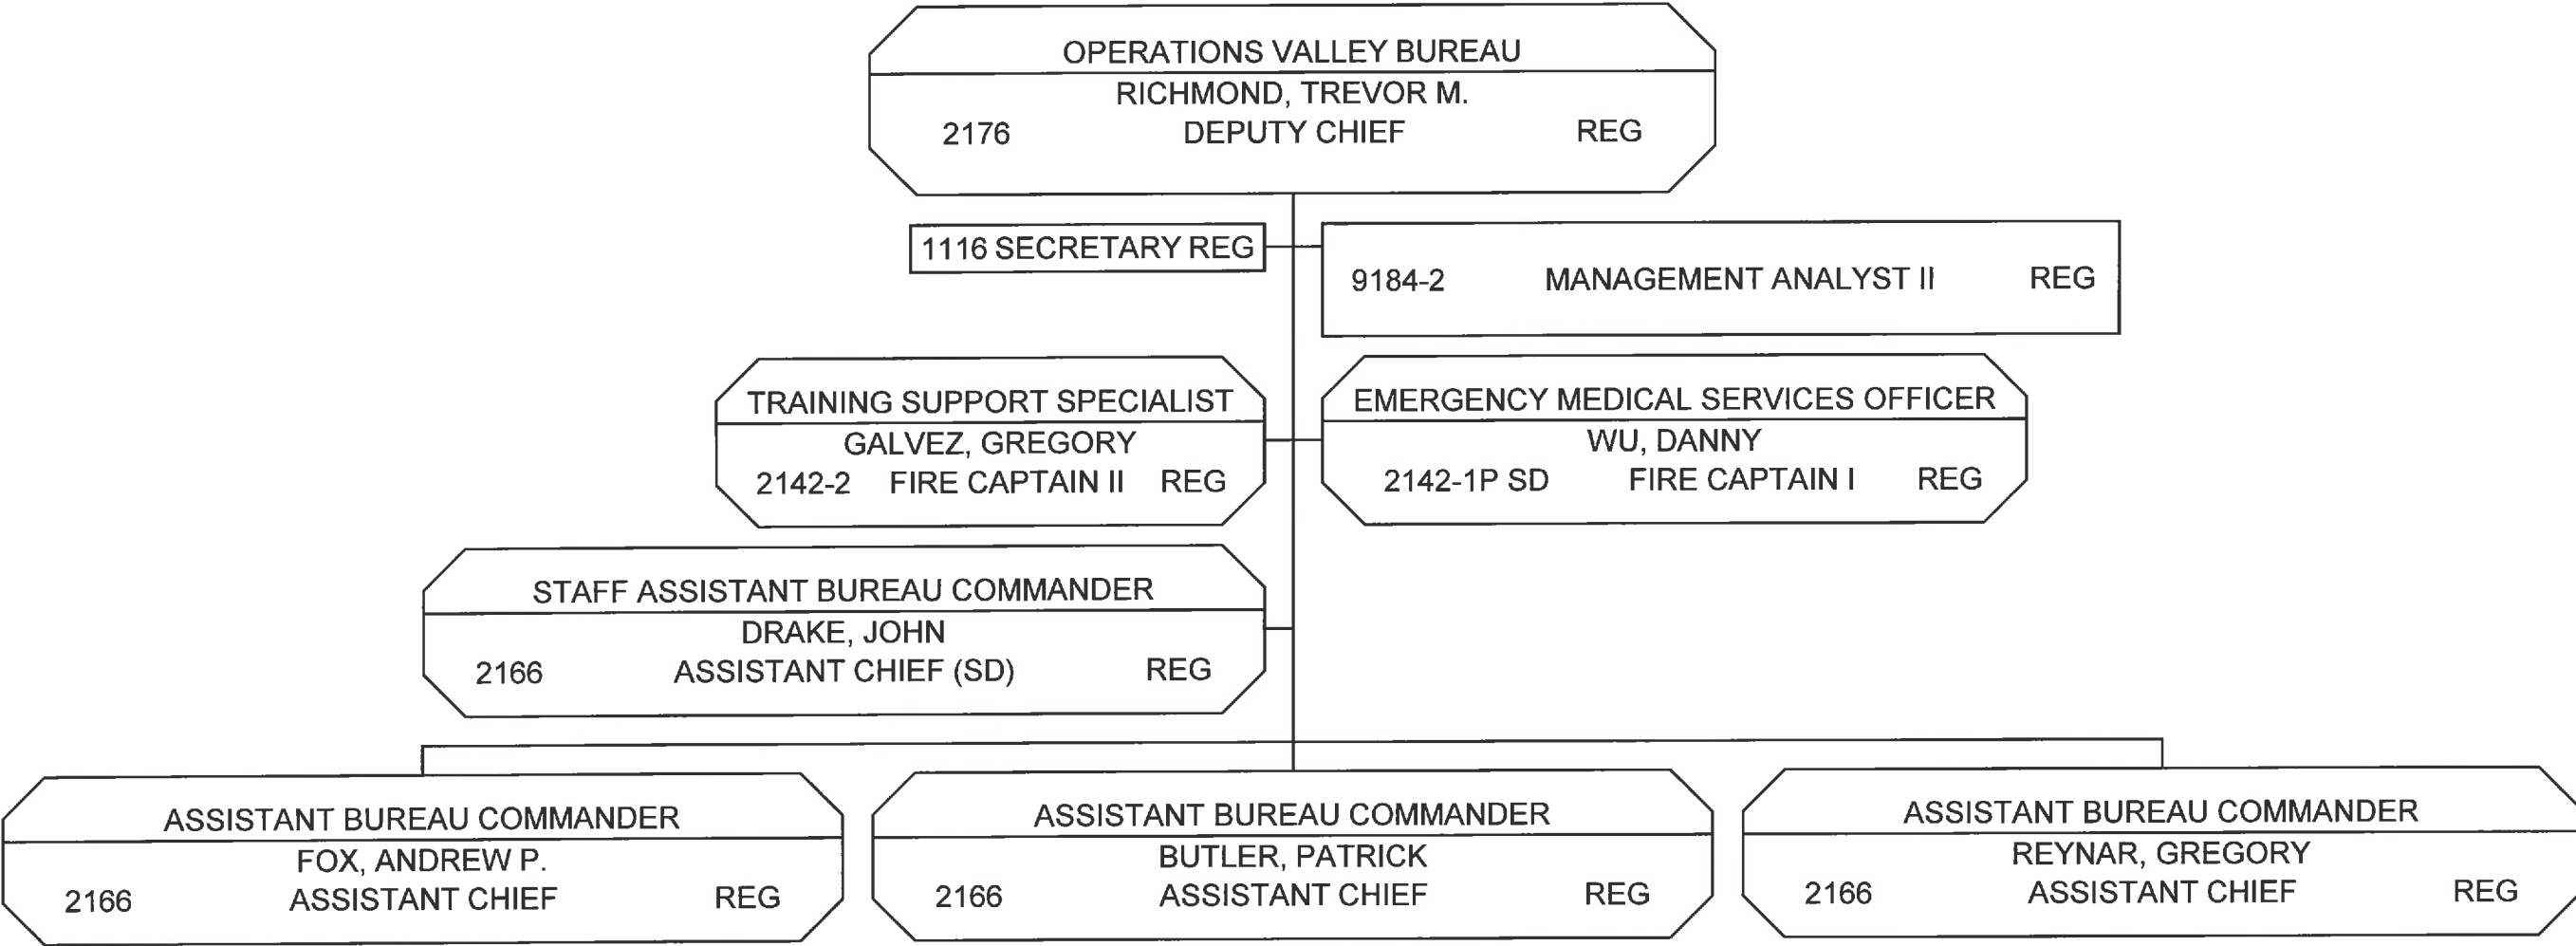 OPERATIONS VALLEY BUREAU
RICHMOND, TREVOR M.
2176 DEPUTY CHIEF REG
1116 SECRETARY REG
9184-2 MANAGEMENT ANALYST II REG
TRAINING SUPPORT SPECIALIST
GALVEZ, GREGORY
2142-2 FIRE CAPTAIN II REG
EMERGENCY MEDICAL SERVICES OFFICER
WU, DANNY
2142-1P SD FIRE CAPTAIN I REG
STAFF ASSISTANT BUREAU COMMANDER
DRAKE, JOHN
2166 ASSISTANT CHIEF (SD) REG
ASSISTANT BUREAU COMMANDER
FOX, ANDREW P.
2166 ASSISTANT CHIEF REG
ASSISTANT BUREAU COMMANDER
BUTLER, PATRICK
2166 ASSISTANT CHIEF REG
ASSISTANT BUREAU COMMANDER
REYNAR, GREGORY
2166 ASSISTANT CHIEF REG